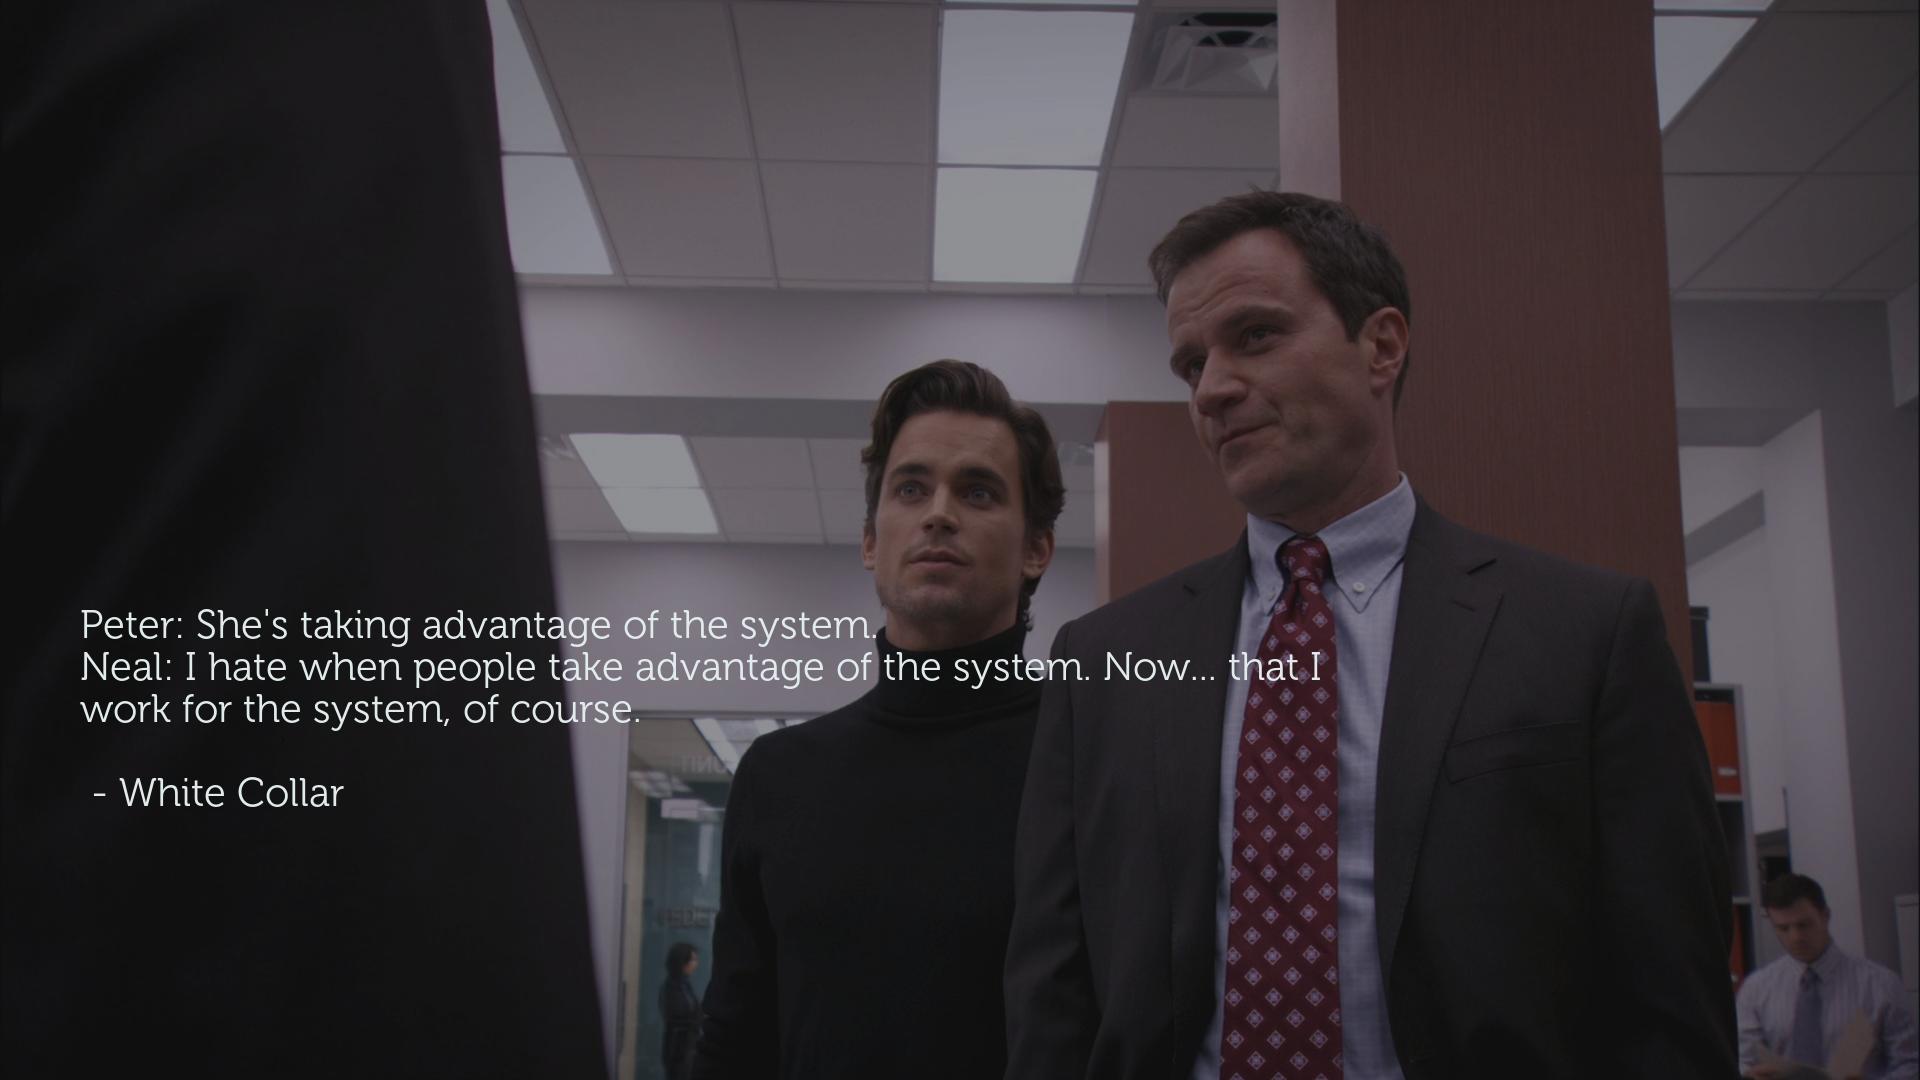 Peter: She's taking advantage of the system.
Neal: I hate when people take advantage of the system. Now... that I
work for the system, of course.
- White Collar